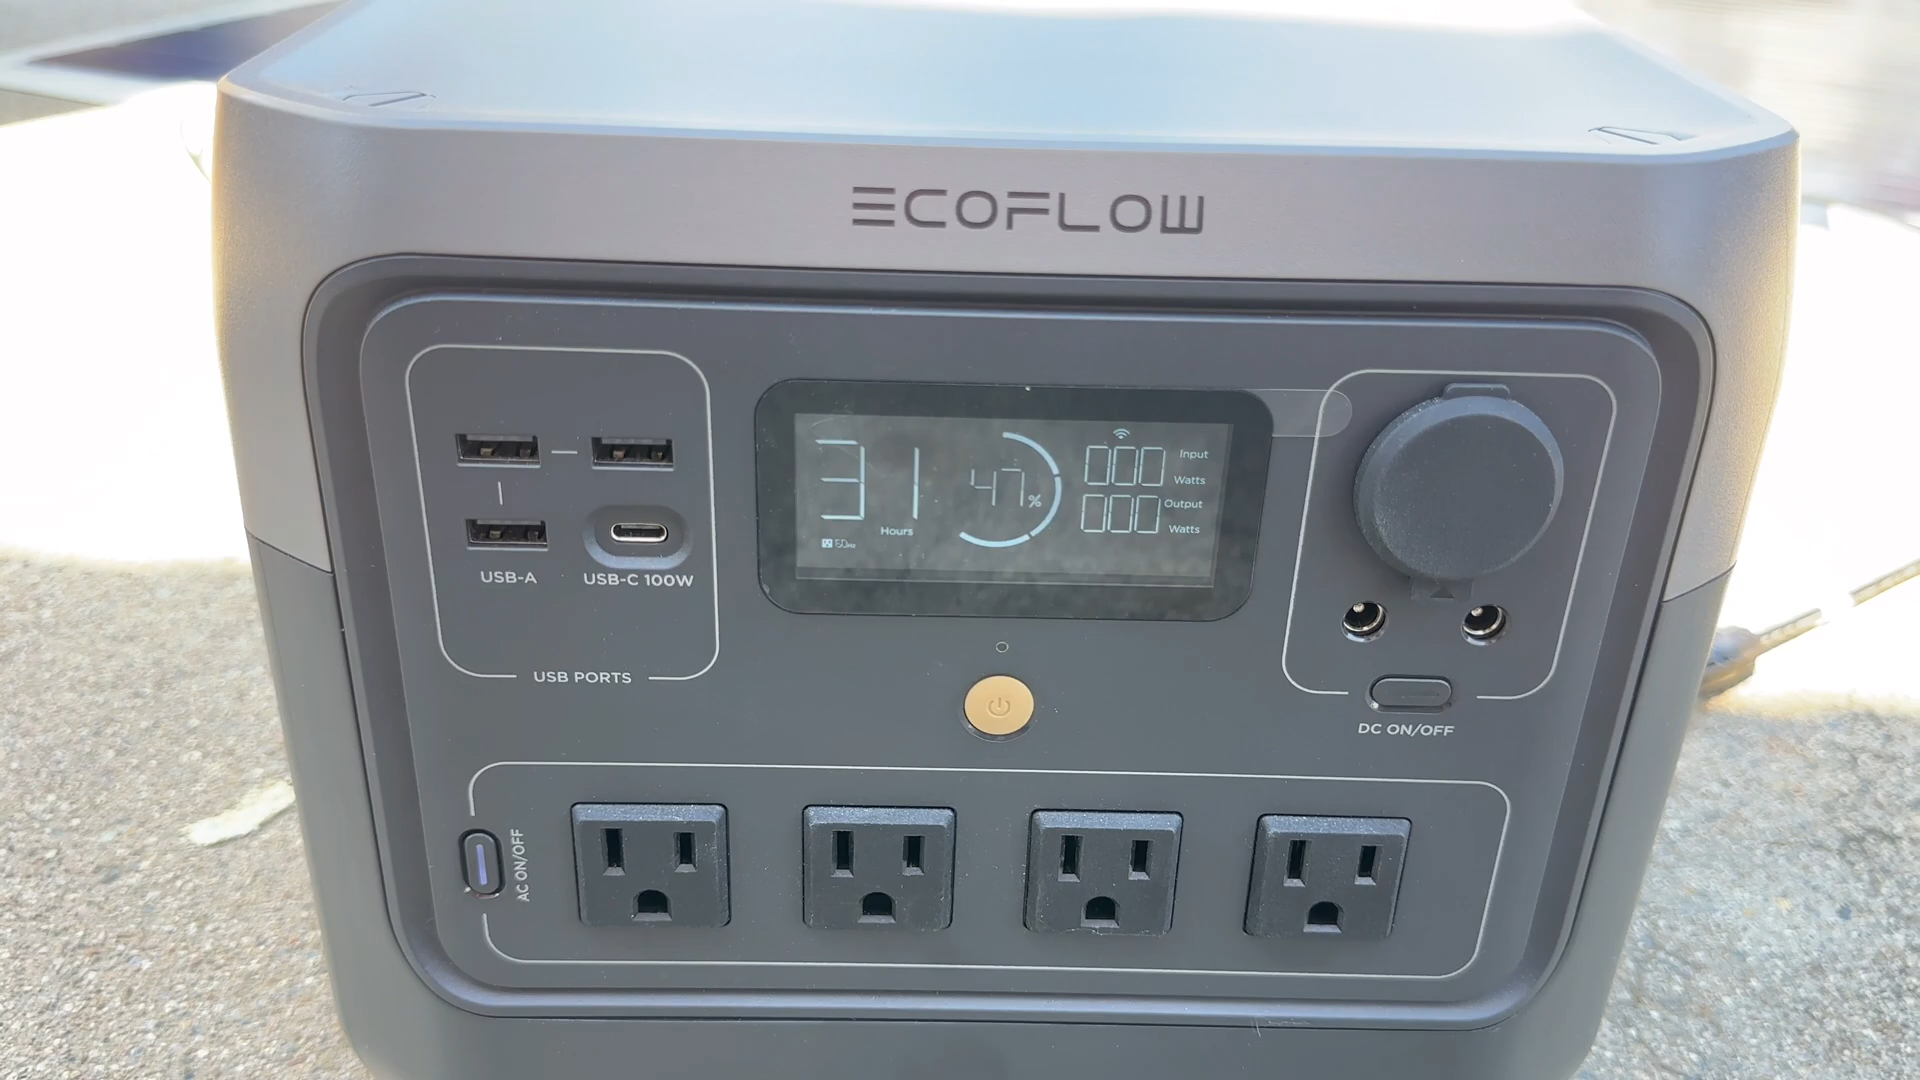 ECOFLOW
31 Hours
60Hz
47%
000 Input Watts
000 Output Watts
USB-A
USB-C 100W
USB PORTS
DC ON/OFF
AC ON/OFF